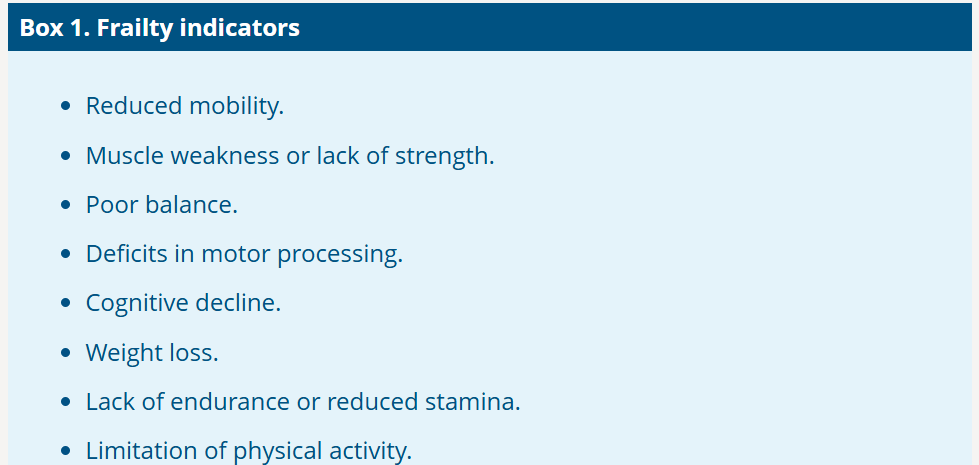 Box 1. Frailty indicators
• Reduced mobility.
• Muscle weakness or lack of strength.
• Poor balance.
• Deficits in motor processing.
• Cognitive decline.
• Weight loss.
• Lack of endurance or reduced stamina.
• Limitation of physical activity.